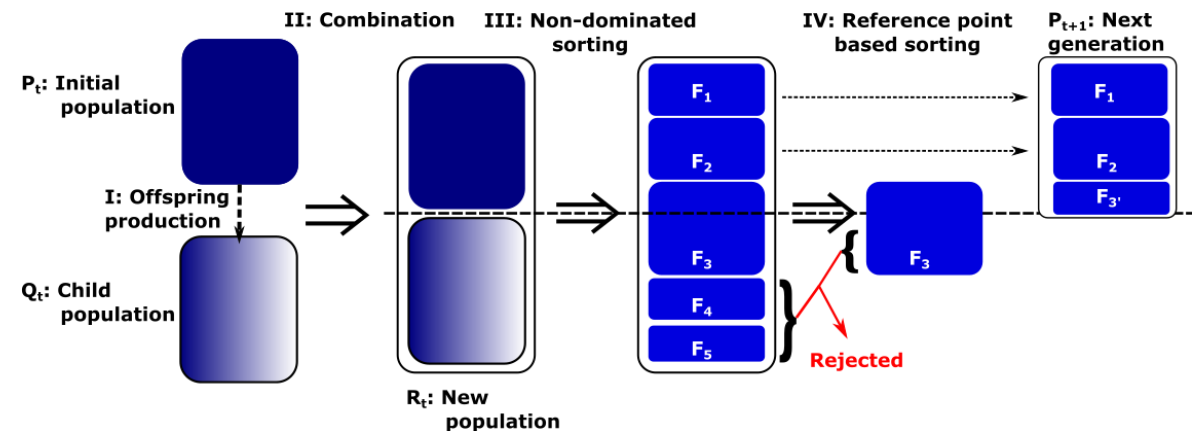 II: Combination
III: Non-dominated
sorting
IV: Reference point
based sorting
Pₜ₊₁: Next
generation
Pₜ: Initial
population
I: Offspring
production
Qₜ: Child
population
Rₜ: New
population
F₁
F₂
F₃
F₄
F₅
F₃
Rejected
F₁
F₂
F₃'